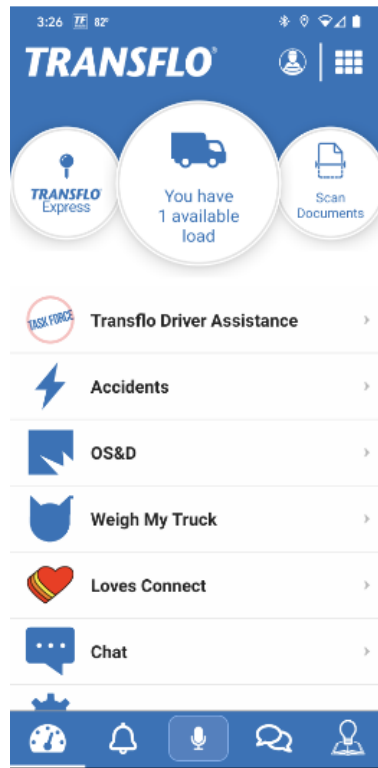 3:26 TF 82°
TRANSFLO®
TRANSFLO
Express
You have
1 available
load
Scan
Documents
TASK FORCE
Transflo Driver Assistance
Accidents
OS&D
Weigh My Truck
Loves Connect
Chat